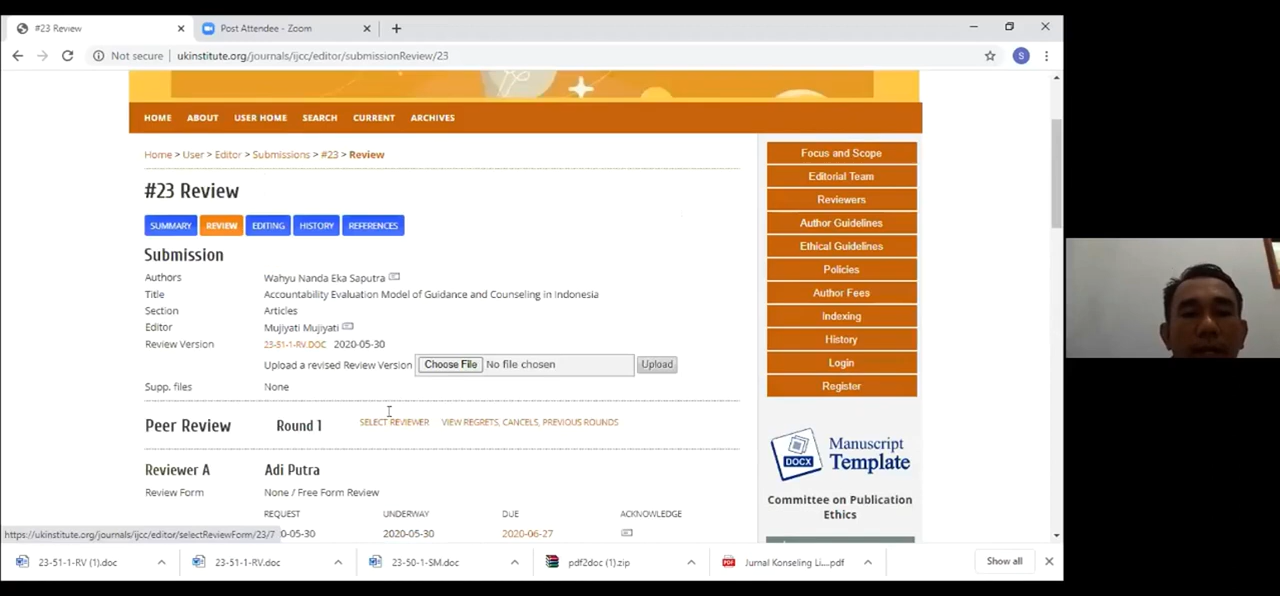 #23 Review
Post Attendee - Zoom
Not secure
ukinstitute.org/journals/ijcc/editor/submissionReview/23
S
HOME ABOUT USER HOME SEARCH CURRENT ARCHIVES
Home > User > Editor > Submissions > #23 > Review
#23 Review
SUMMARY REVIEW EDITING HISTORY REFERENCES
Submission
Authors Wahyu Nanda Eka Saputra
Title Accountability Evaluation Model of Guidance and Counseling in Indonesia
Section Articles
Editor Mujiyati Mujiyati
Review Version 23-51-1-RV.DOC 2020-05-30
Upload a revised Review Version Choose File No file chosen Upload
Supp. files None
Peer Review Round 1 SELECT REVIEWER VIEW REGRETS, CANCELS, PREVIOUS ROUNDS
Reviewer A Adi Putra
Review Form None / Free Form Review
REQUEST UNDERWAY DUE ACKNOWLEDGE
0-05-30 2020-05-30 2020-06-27
https://ukinstitute.org/journals/ijcc/editor/selectReviewForm/23/7
Focus and Scope
Editorial Team
Reviewers
Author Guidelines
Ethical Guidelines
Policies
Author Fees
Indexing
History
Login
Register
DOCX
Manuscript
Template
Committee on Publication
Ethics
23-51-1-RV (1).doc
23-51-1-RV.doc
23-50-1-SM.doc
pdf2doc (1).zip
Jurnal Konseling Li....pdf
Show all